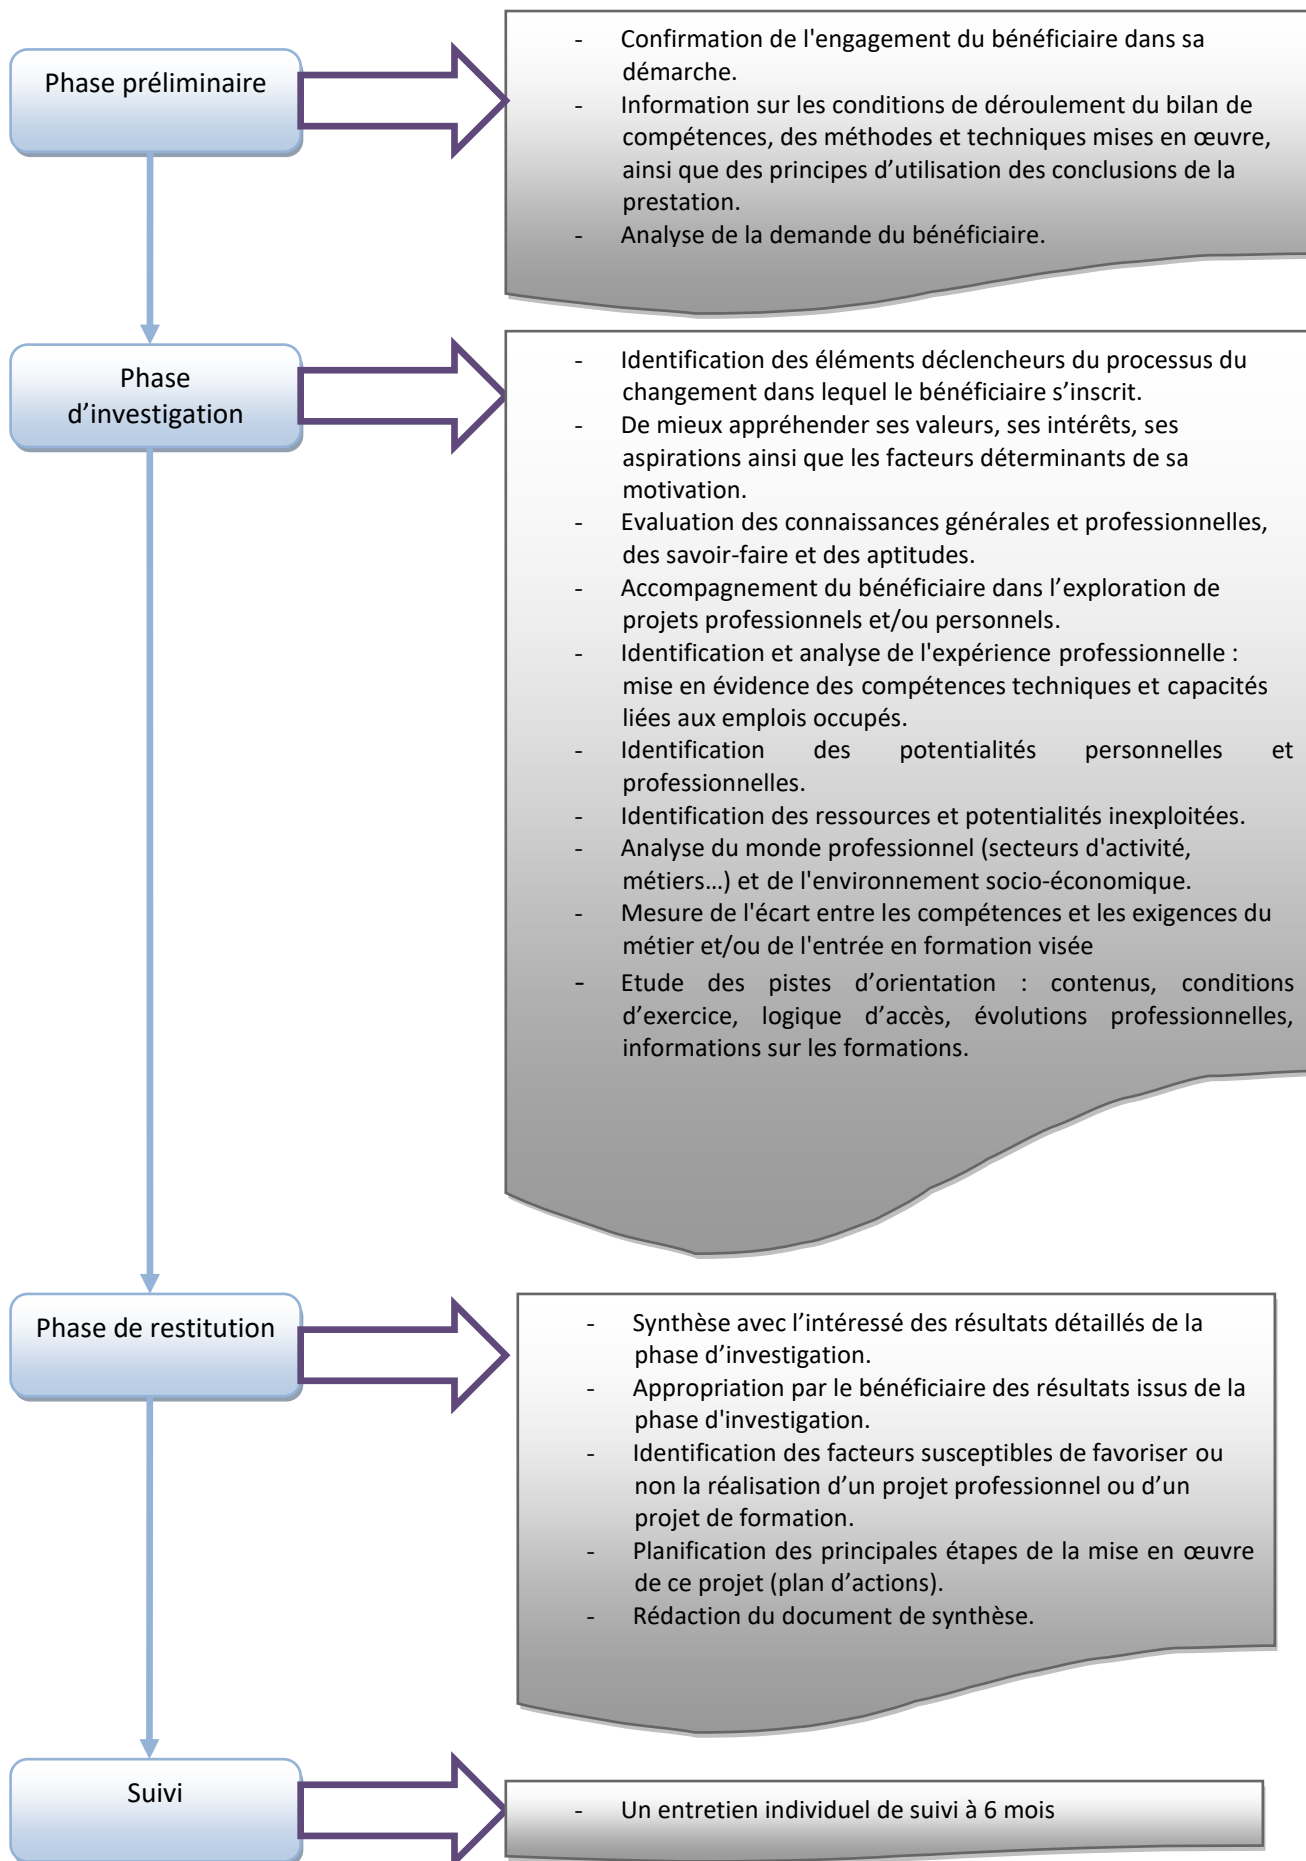 Phase préliminaire
- Confirmation de l'engagement du bénéficiaire dans sa
démarche.
- Information sur les conditions de déroulement du bilan de
compétences, des méthodes et techniques mises en œuvre,
ainsi que des principes d’utilisation des conclusions de la
prestation.
- Analyse de la demande du bénéficiaire.
Phase
d’investigation
- Identification des éléments déclencheurs du processus du
changement dans lequel le bénéficiaire s’inscrit.
- De mieux appréhender ses valeurs, ses intérêts, ses
aspirations ainsi que les facteurs déterminants de sa
motivation.
- Evaluation des connaissances générales et professionnelles,
des savoir-faire et des aptitudes.
- Accompagnement du bénéficiaire dans l’exploration de
projets professionnels et/ou personnels.
- Identification et analyse de l'expérience professionnelle :
mise en évidence des compétences techniques et capacités
liées aux emplois occupés.
- Identification des potentialités personnelles et
professionnelles.
- Identification des ressources et potentialités inexploitées.
- Analyse du monde professionnel (secteurs d'activité,
métiers…) et de l'environnement socio-économique.
- Mesure de l'écart entre les compétences et les exigences du
métier et/ou de l'entrée en formation visée
- Etude des pistes d’orientation : contenus, conditions
d’exercice, logique d’accès, évolutions professionnelles,
informations sur les formations.
Phase de restitution
- Synthèse avec l’intéressé des résultats détaillés de la
phase d’investigation.
- Appropriation par le bénéficiaire des résultats issus de la
phase d'investigation.
- Identification des facteurs susceptibles de favoriser ou
non la réalisation d’un projet professionnel ou d’un
projet de formation.
- Planification des principales étapes de la mise en œuvre
de ce projet (plan d’actions).
- Rédaction du document de synthèse.
Suivi
- Un entretien individuel de suivi à 6 mois